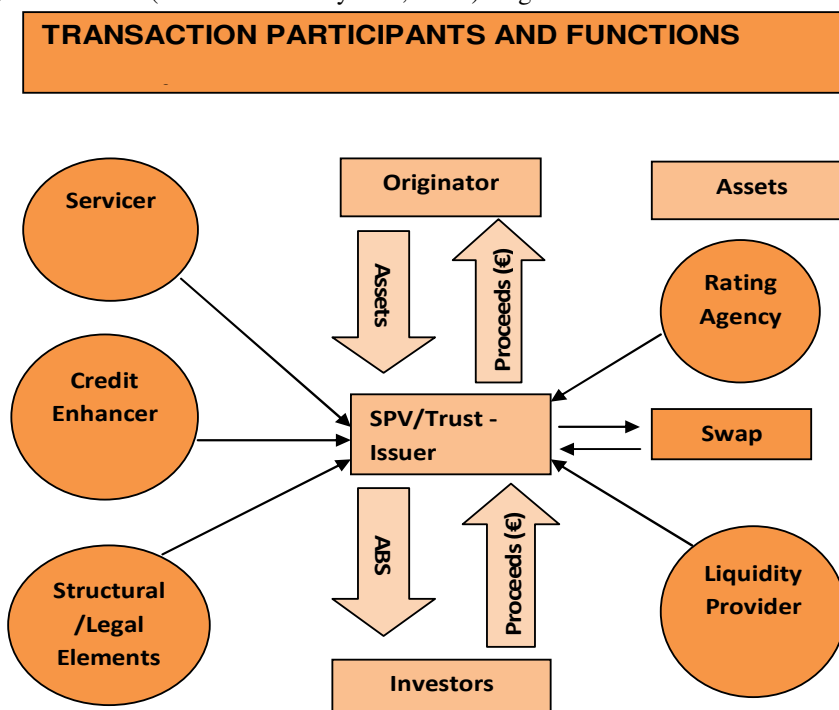 TRANSACTION PARTICIPANTS AND FUNCTIONS
Servicer
Originator
Assets
Assets
Proceeds (€)
Rating
Agency
Credit
Enhancer
SPV/Trust -
Issuer
Swap
ABS
Proceeds (€)
Structural
/Legal
Elements
Liquidity
Provider
Investors